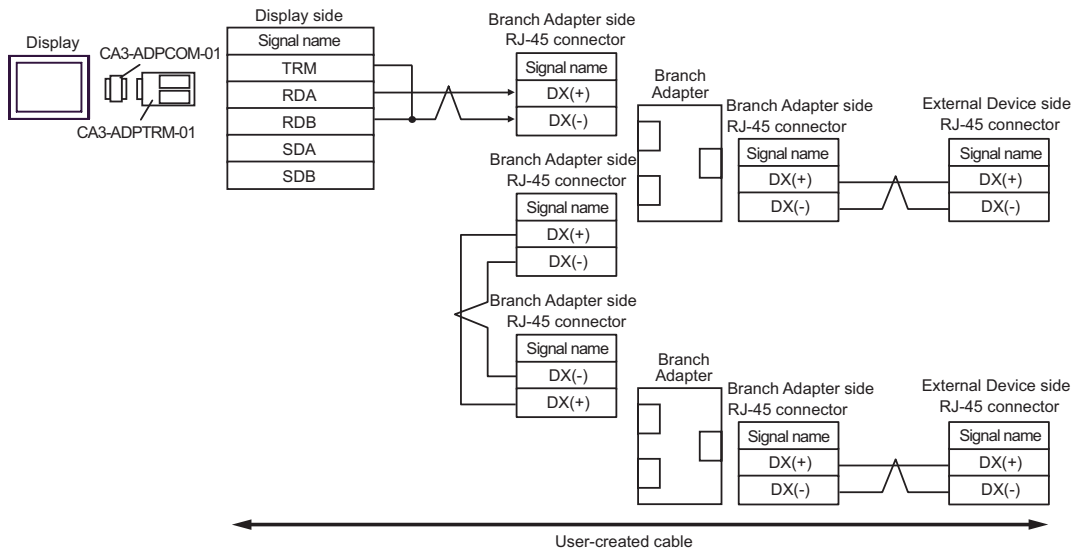 Display
CA3-ADPCOM-01
CA3-ADPTRM-01
Display side
Signal name
TRM
RDA
RDB
SDA
SDB
Branch Adapter side
RJ-45 connector
Signal name
DX(+)
DX(-)
Branch
Adapter
Branch Adapter side
RJ-45 connector
Signal name
DX(+)
DX(-)
External Device side
RJ-45 connector
Signal name
DX(+)
DX(-)
Branch Adapter side
RJ-45 connector
Signal name
DX(+)
DX(-)
Branch Adapter side
RJ-45 connector
Signal name
DX(-)
DX(+)
Branch
Adapter
Branch Adapter side
RJ-45 connector
Signal name
DX(+)
DX(-)
External Device side
RJ-45 connector
Signal name
DX(+)
DX(-)
User-created cable